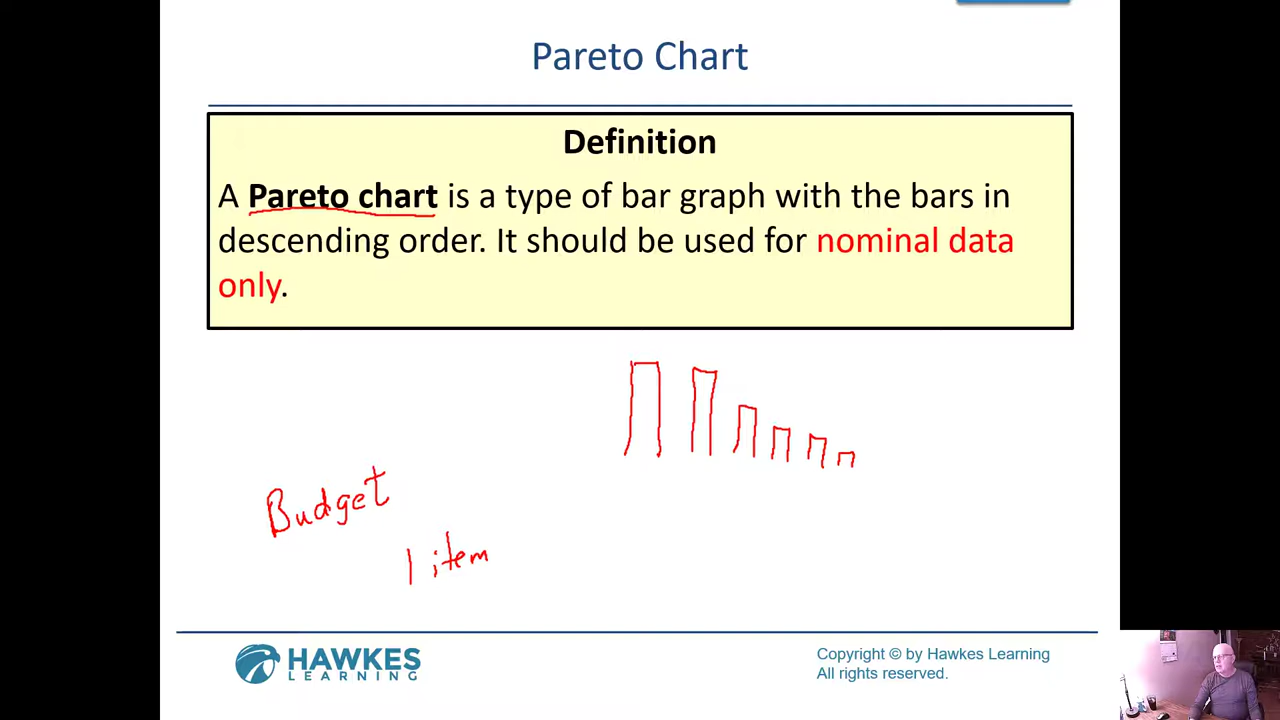 Pareto Chart
Definition
A Pareto chart is a type of bar graph with the bars in
descending order. It should be used for nominal data
only.
Budget
1 item
HAWKES
LEARNING
Copyright © by Hawkes Learning
All rights reserved.